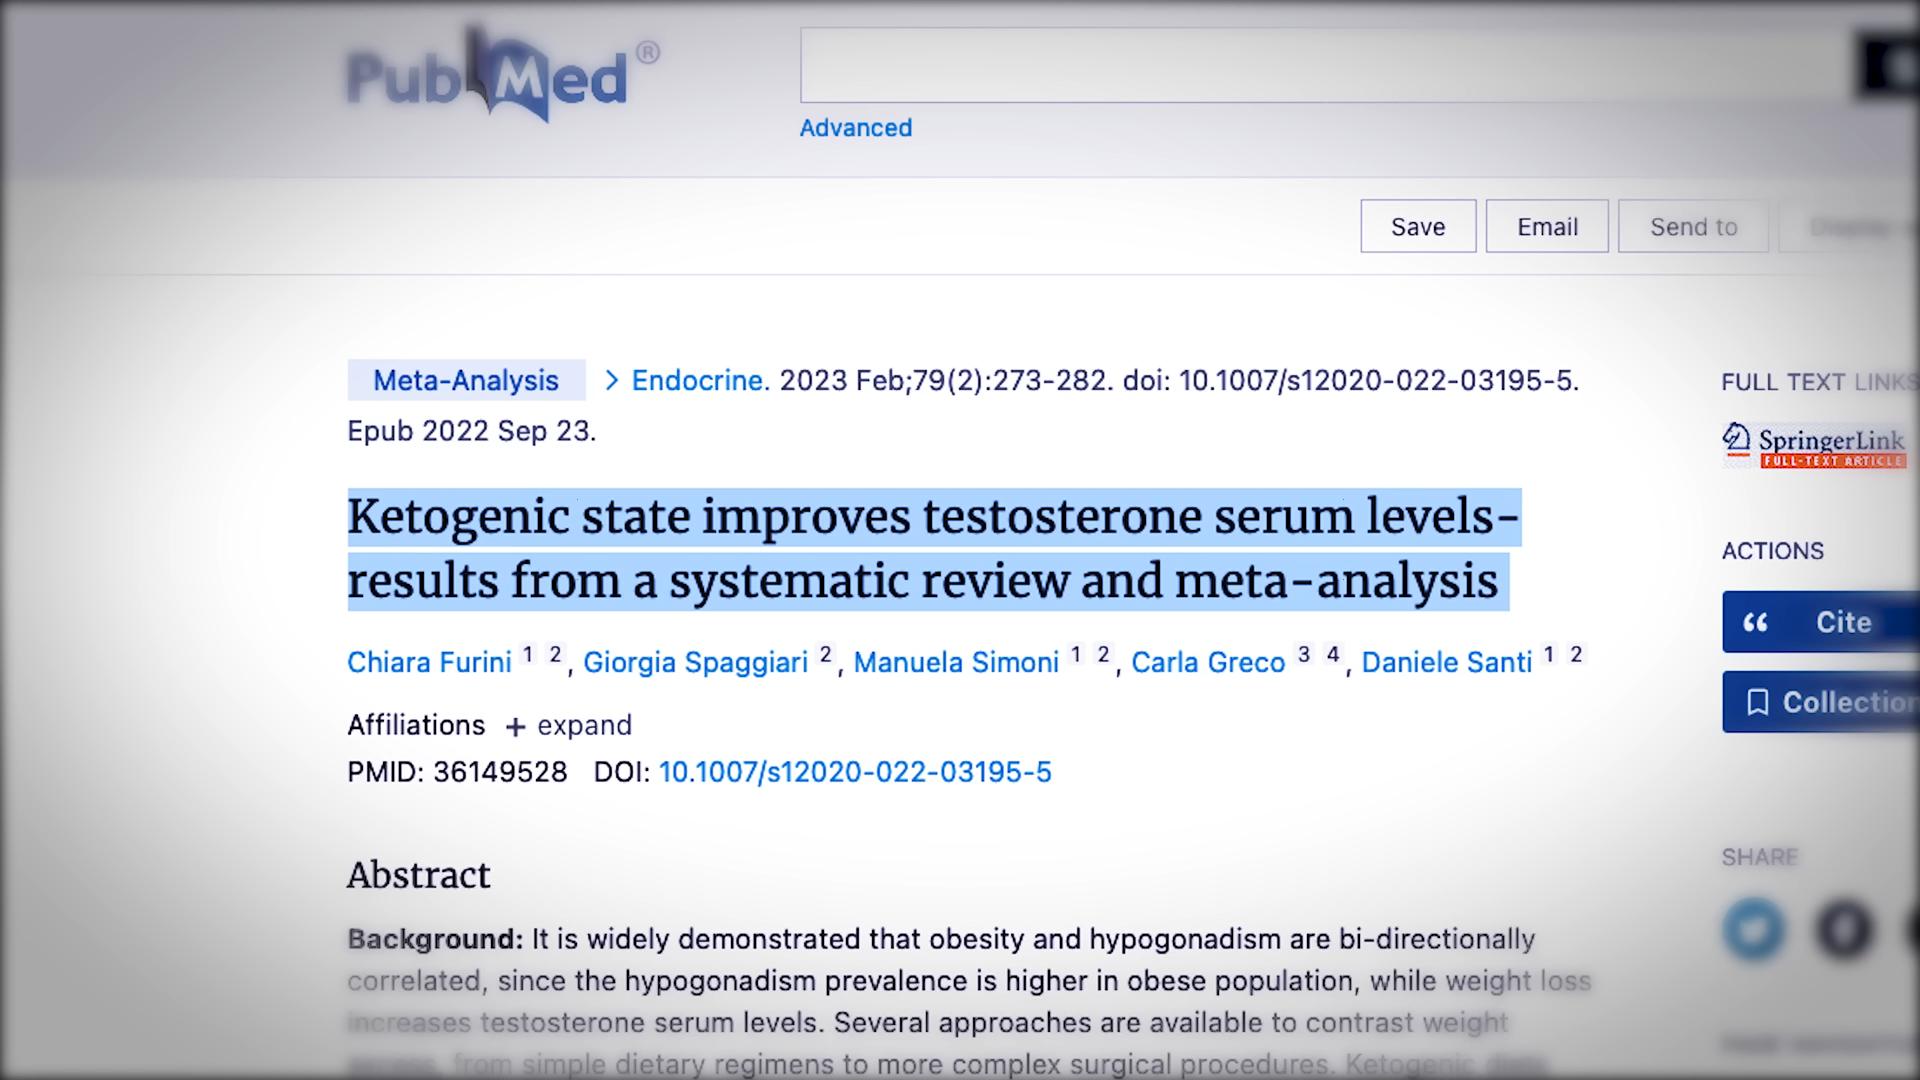 PubMed®
Advanced
Save Email Send to Display
Meta-Analysis > Endocrine. 2023 Feb;79(2):273-282. doi: 10.1007/s12020-022-03195-5.
Epub 2022 Sep 23.
Ketogenic state improves testosterone serum levels-
results from a systematic review and meta-analysis
Chiara Furini 1 2, Giorgia Spaggiari 2, Manuela Simoni 1 2, Carla Greco 3 4, Daniele Santi 1 2
Affiliations + expand
PMID: 36149528 DOI: 10.1007/s12020-022-03195-5
Abstract
Background: It is widely demonstrated that obesity and hypogonadism are bi-directionally
correlated, since the hypogonadism prevalence is higher in obese population, while weight loss
increases testosterone serum levels. Several approaches are available to contrast weight
excess, from simple dietary regimens to more complex surgical procedures. Ketogenic diets
FULL TEXT LINKS
SpringerLink
FULL-TEXT ARTICLE
ACTIONS
“ Cite
Collection
SHARE